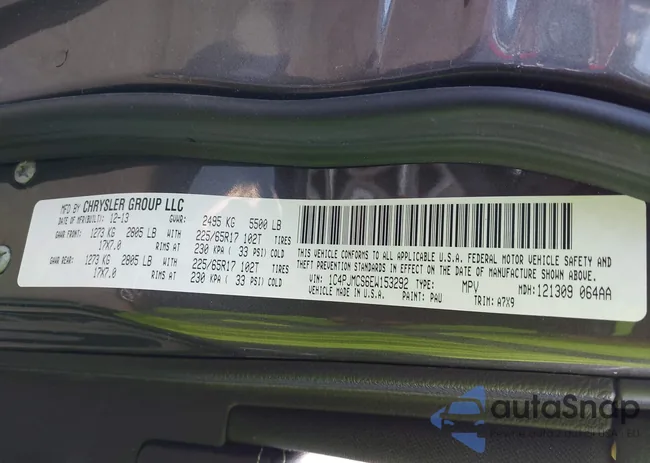 MFD BY CHRYSLER GROUP LLC
DATE OF MFR(BUILT): 12-13 GVWR: 2495 KG 5500 LB
GAWR FRONT: 1273 KG 2805 LB WITH 225/65R17 102T TIRES
17X7.0 RIMS AT 230 KPA ( 33 PSI) COLD
GAWR REAR: 1273 KG 2805 LB WITH 225/65R17 102T TIRES
17X7.0 RIMS AT 230 KPA ( 33 PSI) COLD
THIS VEHICLE CONFORMS TO ALL APPLICABLE U.S.A. FEDERAL MOTOR VEHICLE SAFETY AND
THEFT PREVENTION STANDARDS IN EFFECT ON THE DATE OF MANUFACTURE SHOWN ABOVE.
VIN: 1C4PJMCS6EW153292 TYPE: MPV MDH: 121309 064AA
VEHICLE MADE IN U.S.A. PAINT: PAU TRIM: A7X9
autoSnap